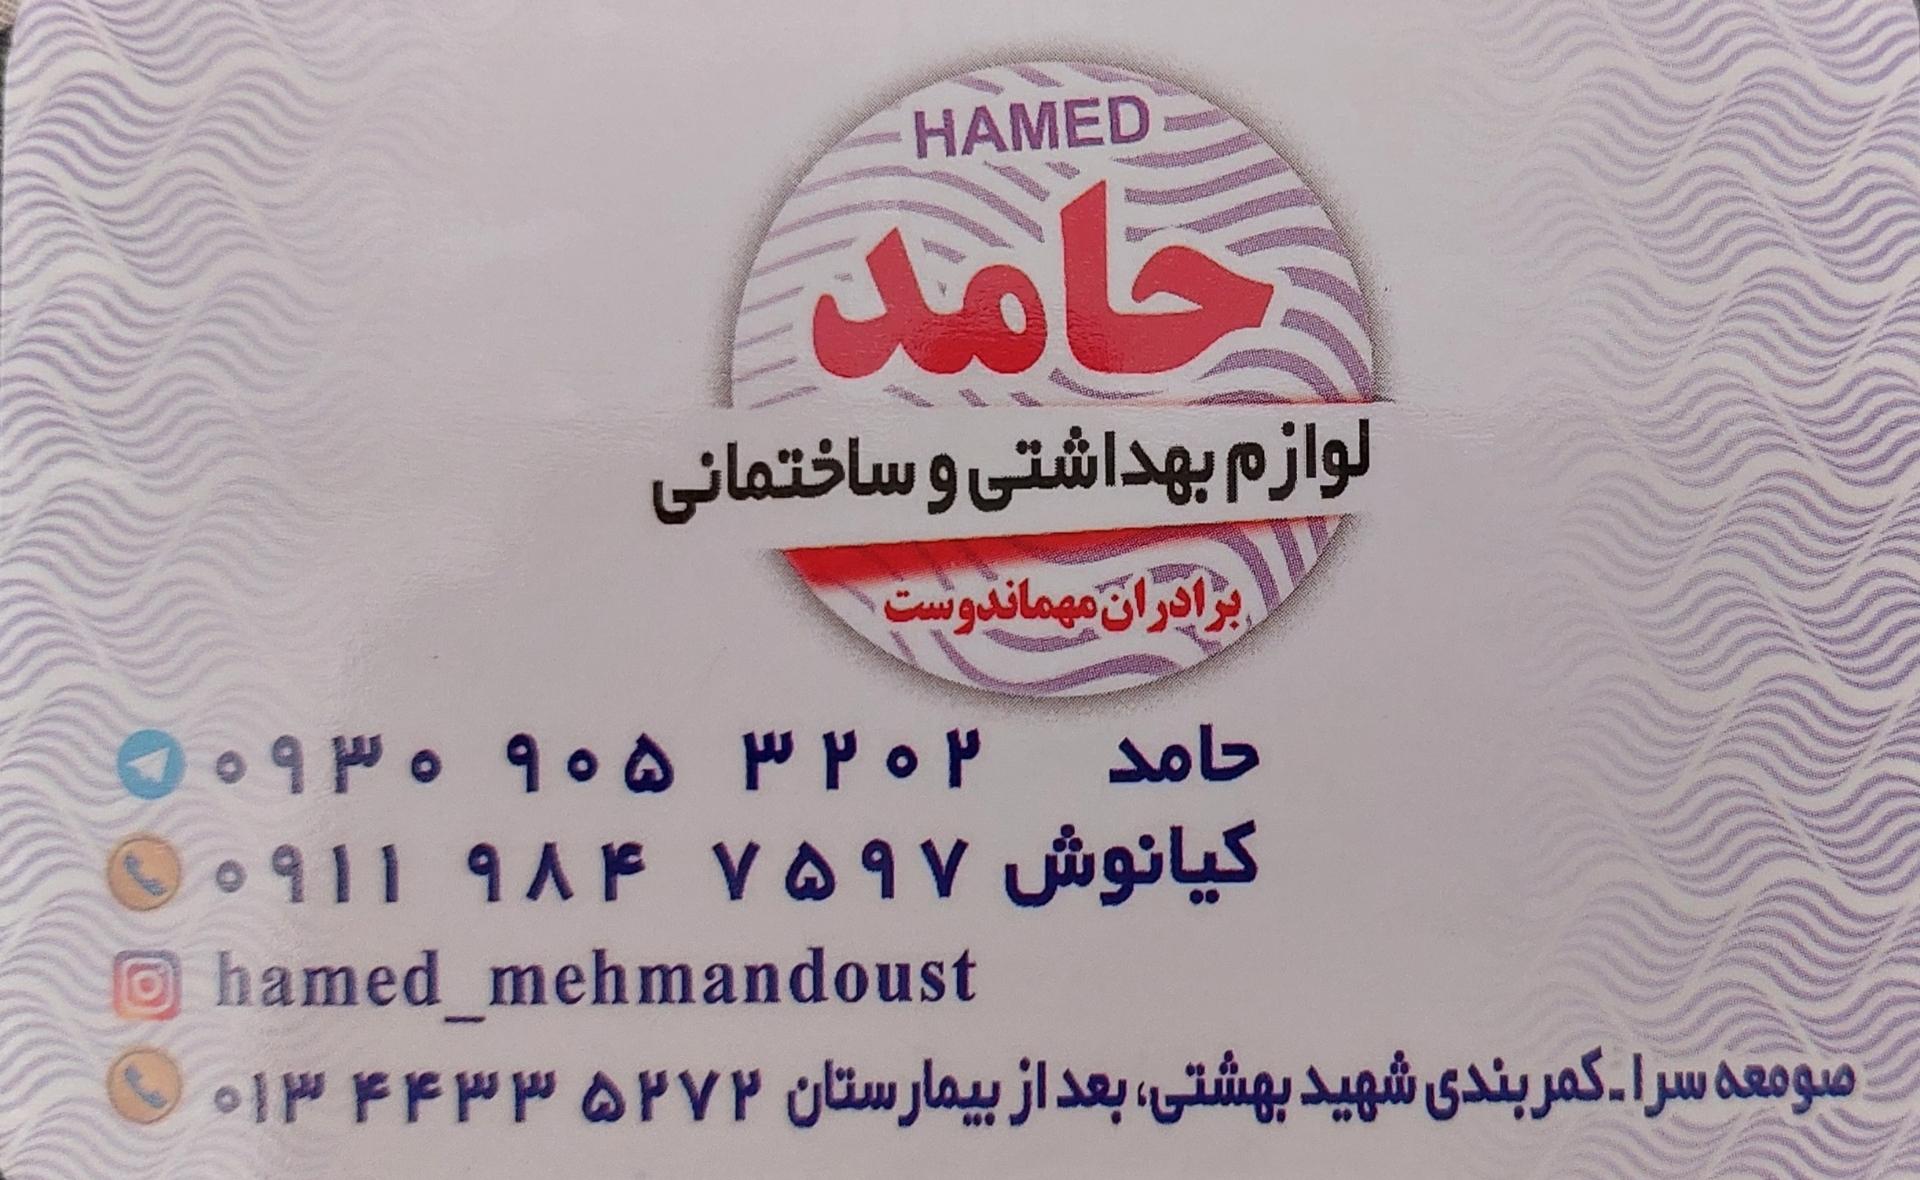 HAMED
حامد
لوازم بهداشتی و ساختمانی
برادران مهماندوست
حامد ۰۹۳۰ ۹۰۵ ۳۲۰۲
کیانوش ۰۹۱۱ ۹۸۴ ۷۵۹۷
hamed_mehmandoust
صومعه سرا - کمربندی شهید بهشتی، بعد از بیمارستان ۰۱۳ ۴۴۳۳ ۵۲۷۲